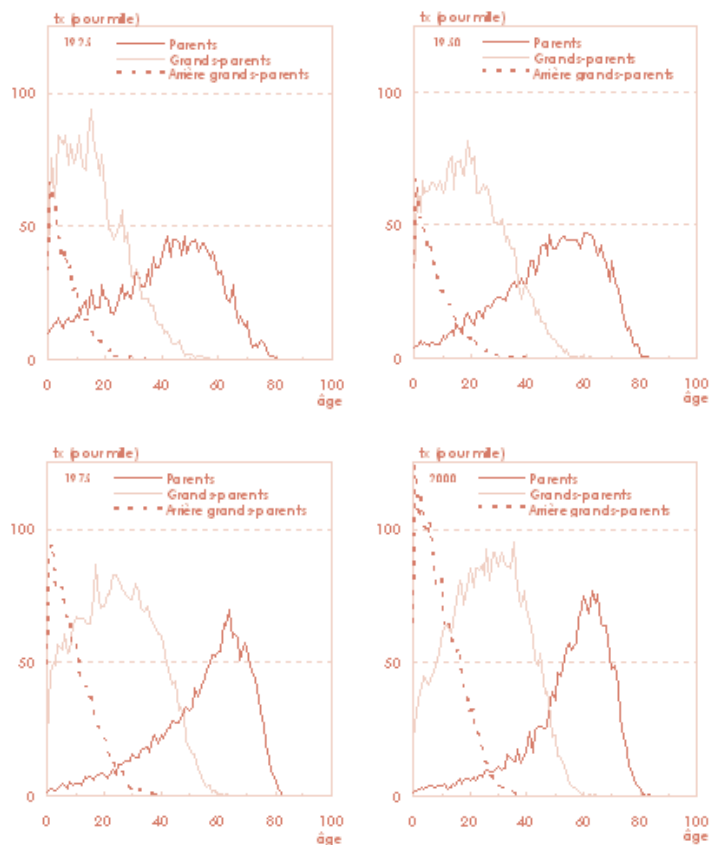 tx (pour mille)
1925
Parents
Grands-parents
Arrière grands-parents
100
50
0
0 20 40 60 80 100
âge
tx (pour mille)
1950
Parents
Grands-parents
Arrière grands-parents
100
50
0
0 20 40 60 80 100
âge
tx (pour mille)
1975
Parents
Grands-parents
Arrière grands-parents
100
50
0
0 20 40 60 80 100
âge
tx (pour mille)
2000
Parents
Grands-parents
Arrière grands-parents
100
50
0
0 20 40 60 80 100
âge